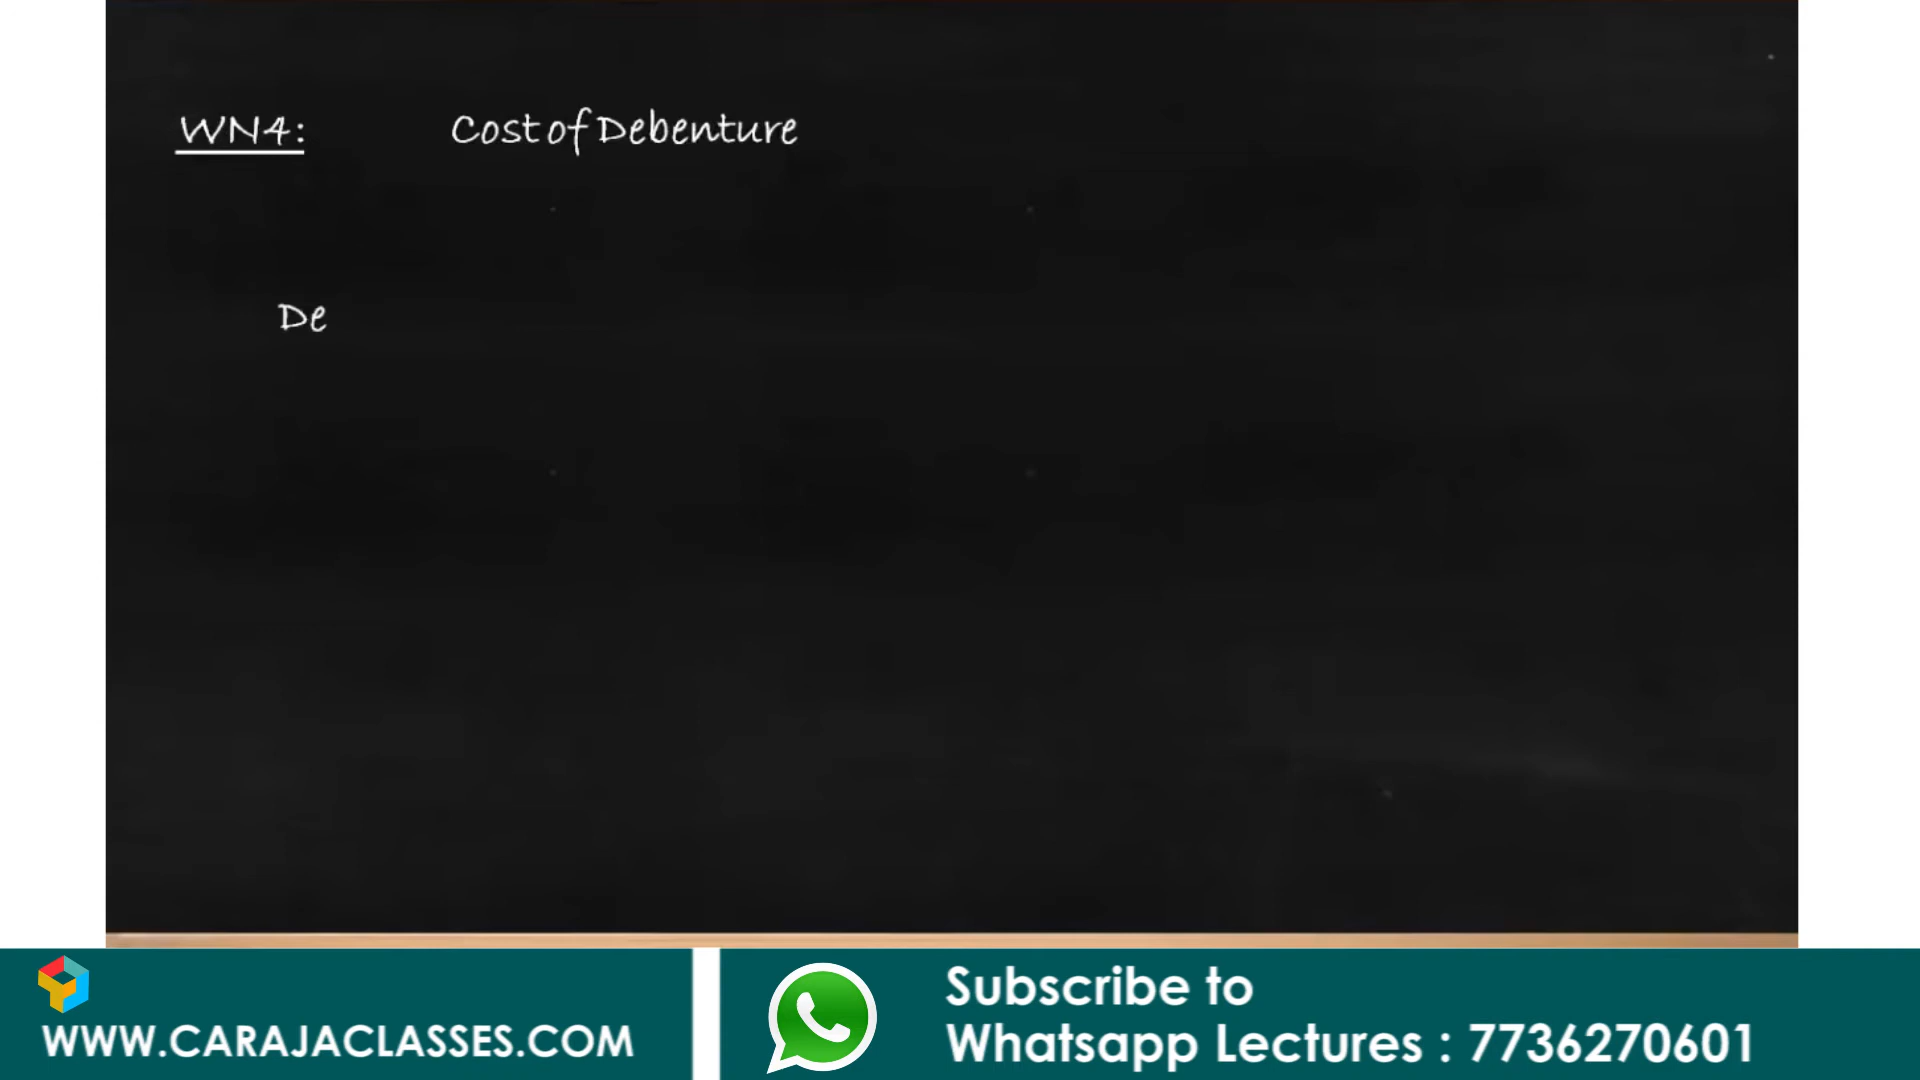 WN4: Cost of Debenture
De
WWW.CARAJACLASSES.COM
Subscribe to
Whatsapp Lectures : 7736270601